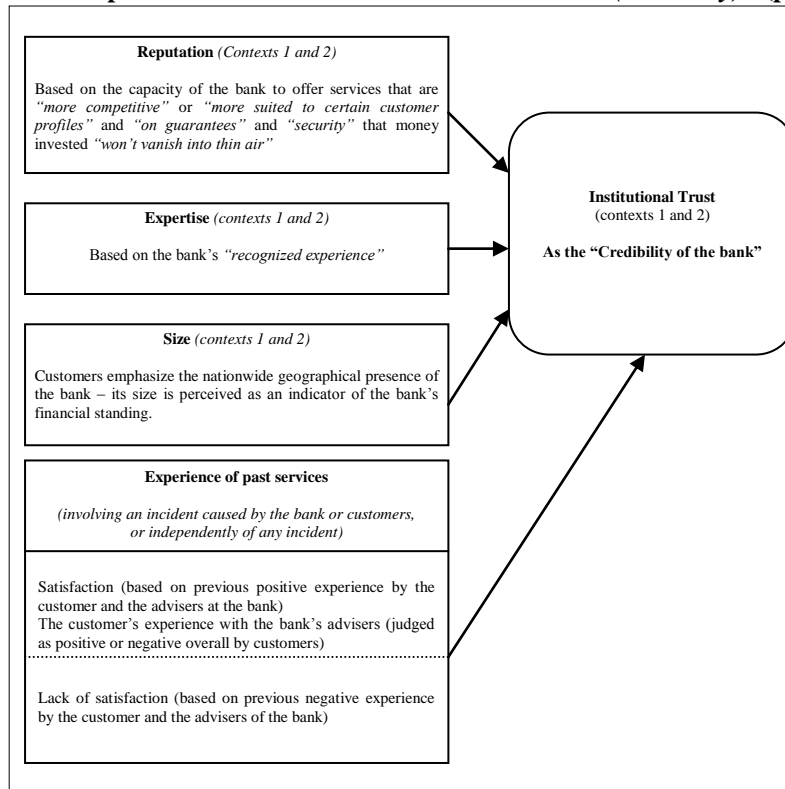 Reputation (Contexts 1 and 2)
Based on the capacity of the bank to offer services that are
“more competitive” or “more suited to certain customer
profiles” and “on guarantees” and “security” that money
invested “won’t vanish into thin air”
Expertise (contexts 1 and 2)
Based on the bank’s “recognized experience”
Size (contexts 1 and 2)
Customers emphasize the nationwide geographical presence of
the bank – its size is perceived as an indicator of the bank’s
financial standing.
Experience of past services
(involving an incident caused by the bank or customers,
or independently of any incident)
Satisfaction (based on previous positive experience by the
customer and the advisers at the bank)
The customer’s experience with the bank’s advisers (judged
as positive or negative overall by customers)
Lack of satisfaction (based on previous negative experience
by the customer and the advisers of the bank)
Institutional Trust
(contexts 1 and 2)
As the “Credibility of the bank”